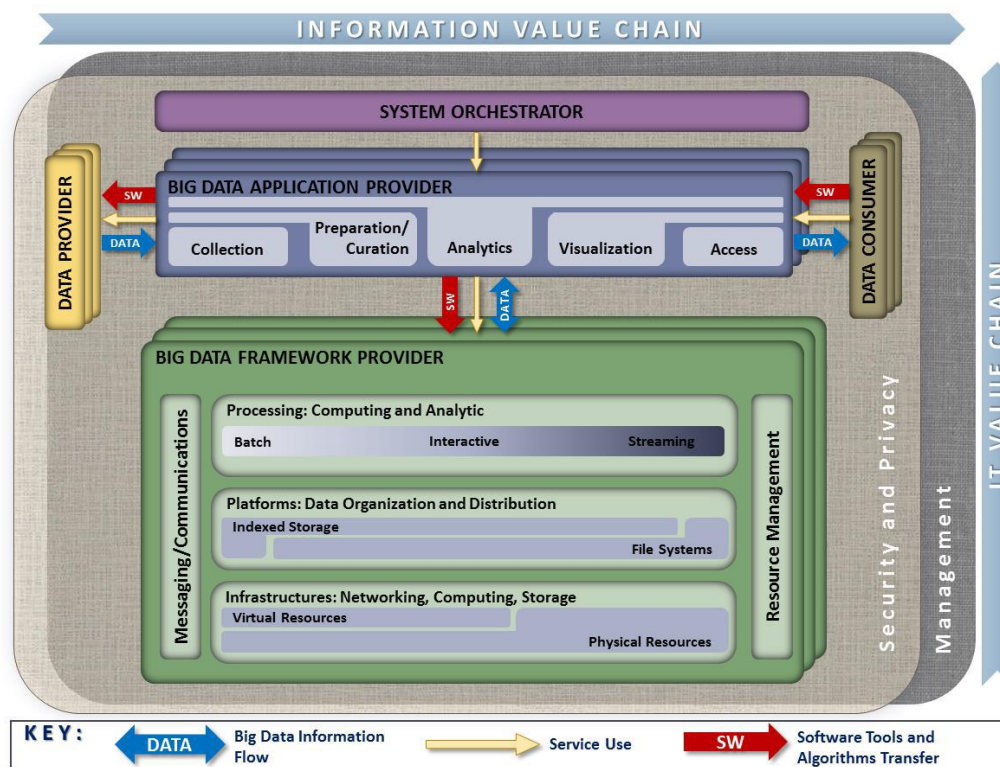 INFORMATION VALUE CHAIN
SYSTEM ORCHESTRATOR
DATA PROVIDER
SW
DATA
BIG DATA APPLICATION PROVIDER
Collection
Preparation/
Curation
Analytics
Visualization
Access
SW
DATA
DATA CONSUMER
SW
DATA
BIG DATA FRAMEWORK PROVIDER
Messaging/Communications
Processing: Computing and Analytic
Batch
Interactive
Streaming
Platforms: Data Organization and Distribution
Indexed Storage
File Systems
Infrastructures: Networking, Computing, Storage
Virtual Resources
Physical Resources
Resource Management
Security and Privacy
Management
IT VALUE CHAIN
KEY:
DATA
Big Data Information
Flow
Service Use
SW
Software Tools and
Algorithms Transfer